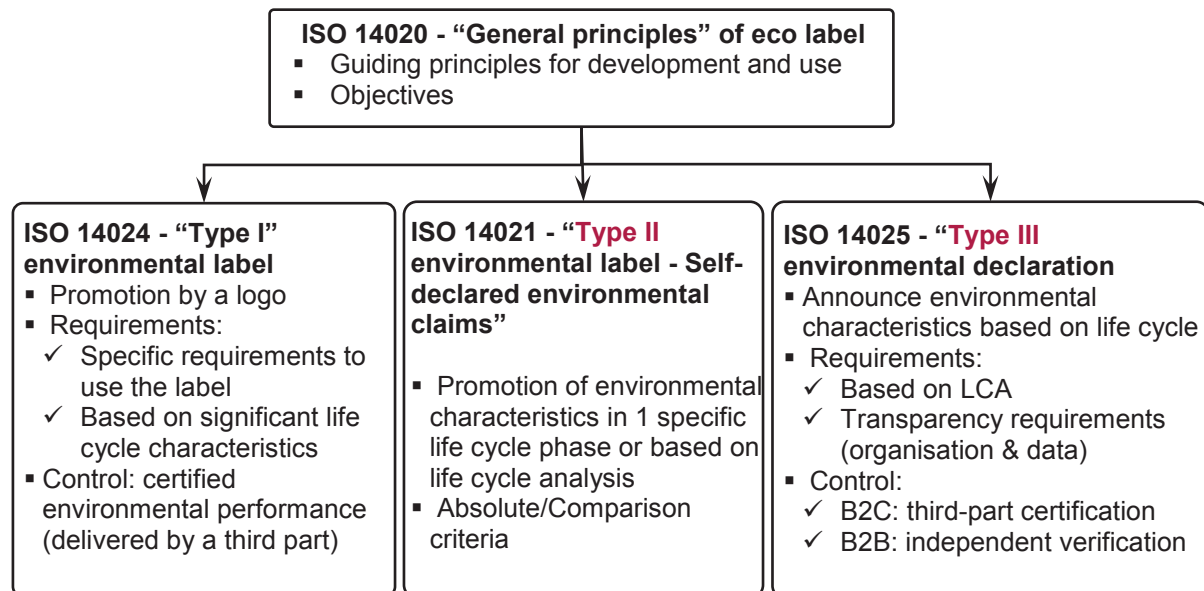 ISO 14020 - “General principles” of eco label
▪ Guiding principles for development and use
▪ Objectives
ISO 14024 - “Type I”
environmental label
▪ Promotion by a logo
▪ Requirements:
✓ Specific requirements to
use the label
✓ Based on significant life
cycle characteristics
▪ Control: certified
environmental performance
(delivered by a third part)
ISO 14021 - “Type II
environmental label - Self-
declared environmental
claims”
▪ Promotion of environmental
characteristics in 1 specific
life cycle phase or based on
life cycle analysis
▪ Absolute/Comparison
criteria
ISO 14025 - “Type III
environmental declaration
▪ Announce environmental
characteristics based on life cycle
▪ Requirements:
✓ Based on LCA
✓ Transparency requirements
(organisation & data)
▪ Control:
✓ B2C: third-part certification
✓ B2B: independent verification